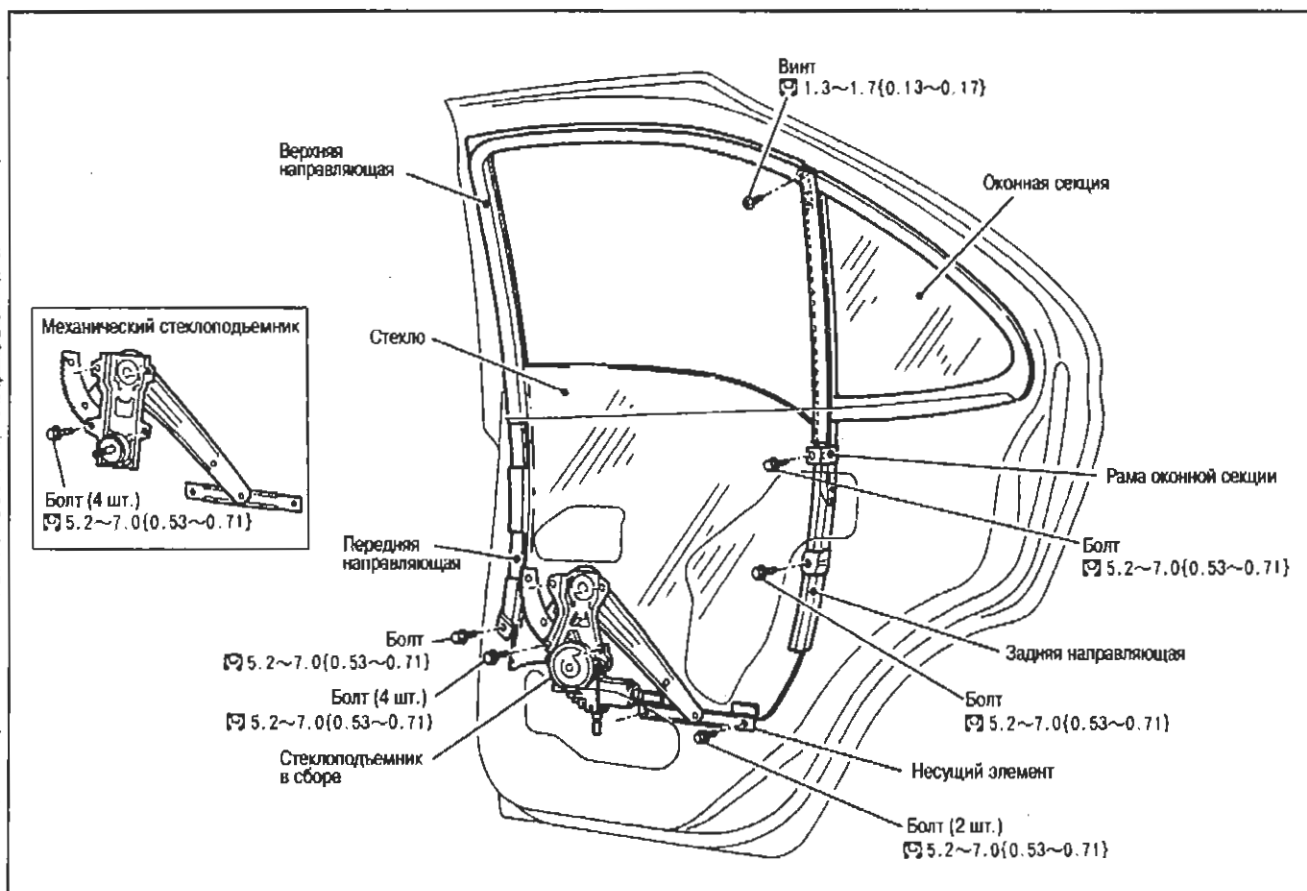 Винт
1.3~1.7{0.13~0.17}
Верхняя
направляющая
Оконная секция
Механический стеклоподъемник
Стекло
Болт (4 шт.)
5.2~7.0{0.53~0.71}
Рама оконной секции
Передняя
направляющая
Болт
5.2~7.0{0.53~0.71}
Болт
5.2~7.0{0.53~0.71}
Задняя направляющая
Болт (4 шт.)
5.2~7.0{0.53~0.71}
Болт
5.2~7.0{0.53~0.71}
Стеклоподъемник
в сборе
Несущий элемент
Болт (2 шт.)
5.2~7.0{0.53~0.71}